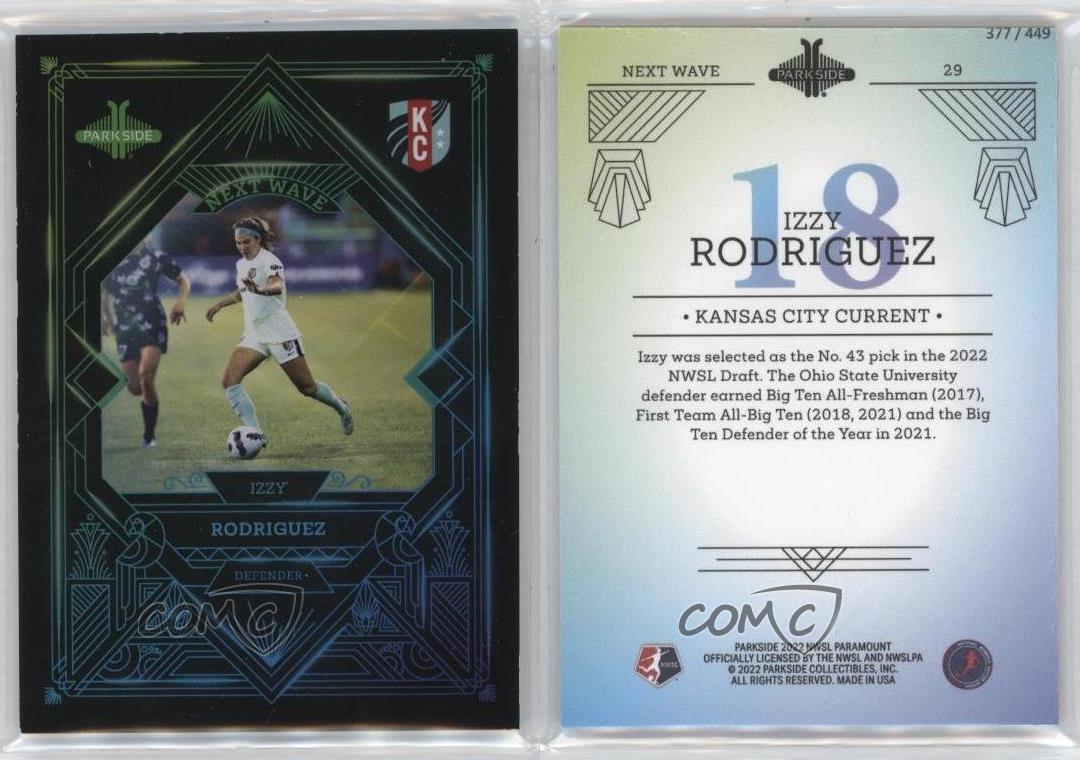 PARKSIDE
KC
NEXT WAVE
IZZY
RODRIGUEZ
DEFENDER
COMC
377 / 449
NEXT WAVE
PARKSIDE
29
18
IZZY
RODRIGUEZ
• KANSAS CITY CURRENT •
Izzy was selected as the No. 43 pick in the 2022
NWSL Draft. The Ohio State University
defender earned Big Ten All-Freshman (2017),
First Team All-Big Ten (2018, 2021) and the Big
Ten Defender of the Year in 2021.
COMC
NWSL
PARKSIDE 2022 NWSL PARAMOUNT
OFFICIALLY LICENSED BY THE NWSL AND NWSLPA
© 2022 PARKSIDE COLLECTIBLES, INC.
ALL RIGHTS RESERVED. MADE IN USA